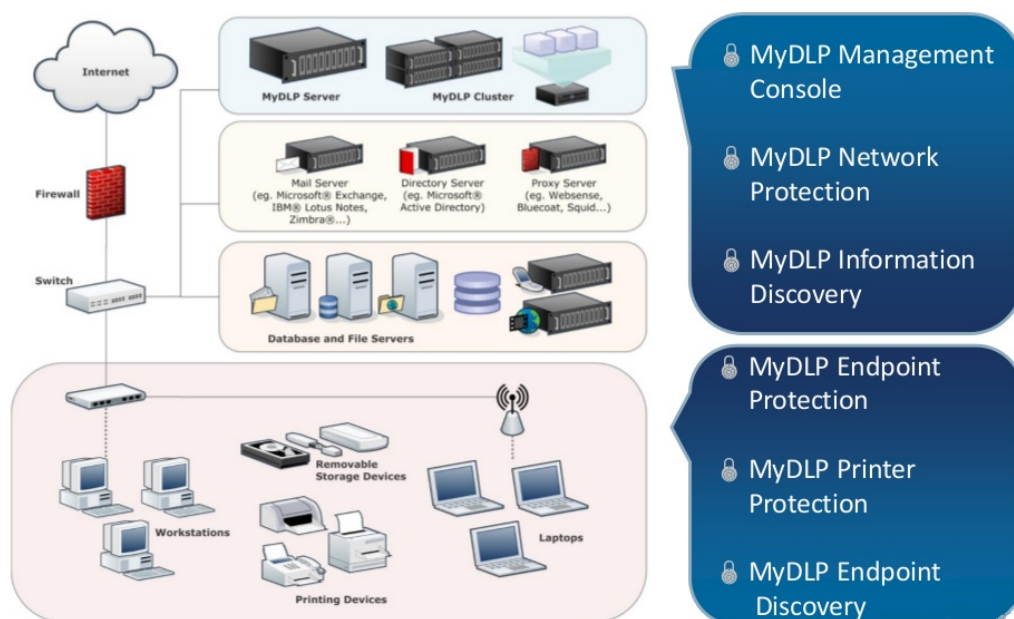 Internet
MyDLP Server
MyDLP Cluster
Firewall
Mail Server
(eg. Microsoft® Exchange,
IBM® Lotus Notes,
Zimbra®...)
Directory Server
(eg. Microsoft®
Active Directory)
Proxy Server
(eg. Websense,
Bluecoat, Squid...)
Switch
Database and File Servers
Removable
Storage Devices
Workstations
Laptops
Printing Devices
MyDLP Management
Console
MyDLP Network
Protection
MyDLP Information
Discovery
MyDLP Endpoint
Protection
MyDLP Printer
Protection
MyDLP Endpoint
Discovery